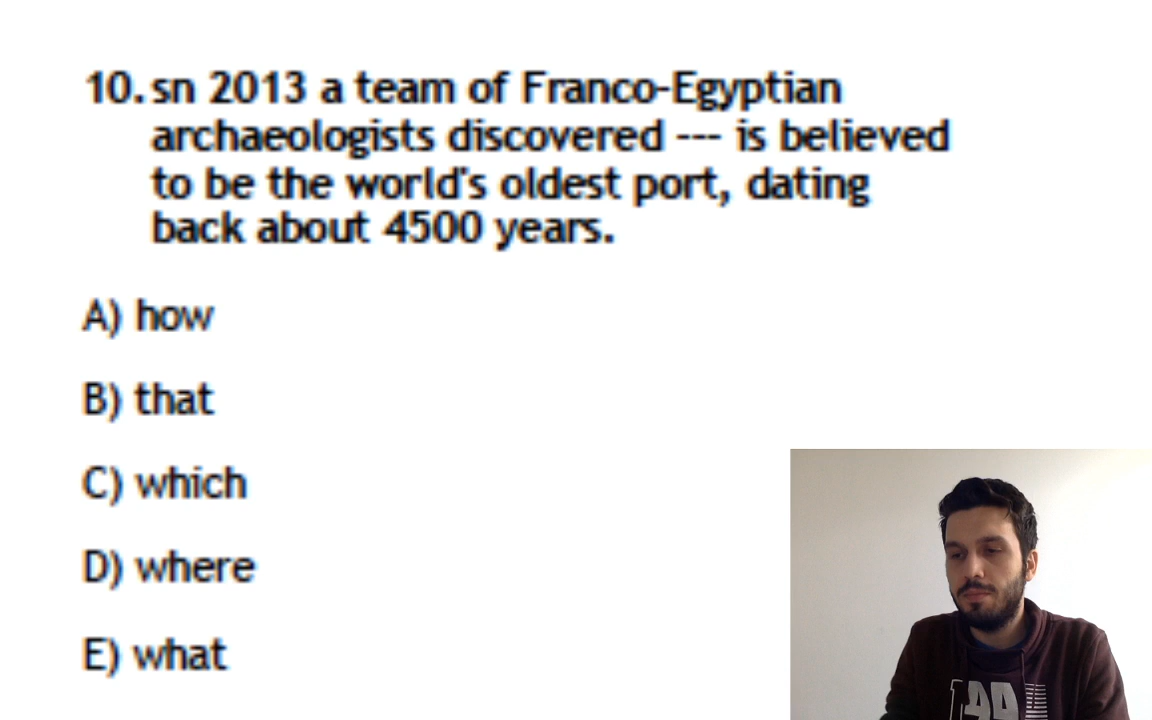 10. sn 2013 a team of Franco-Egyptian
archaeologists discovered --- is believed
to be the world's oldest port, dating
back about 4500 years.
A) how
B) that
C) which
D) where
E) what